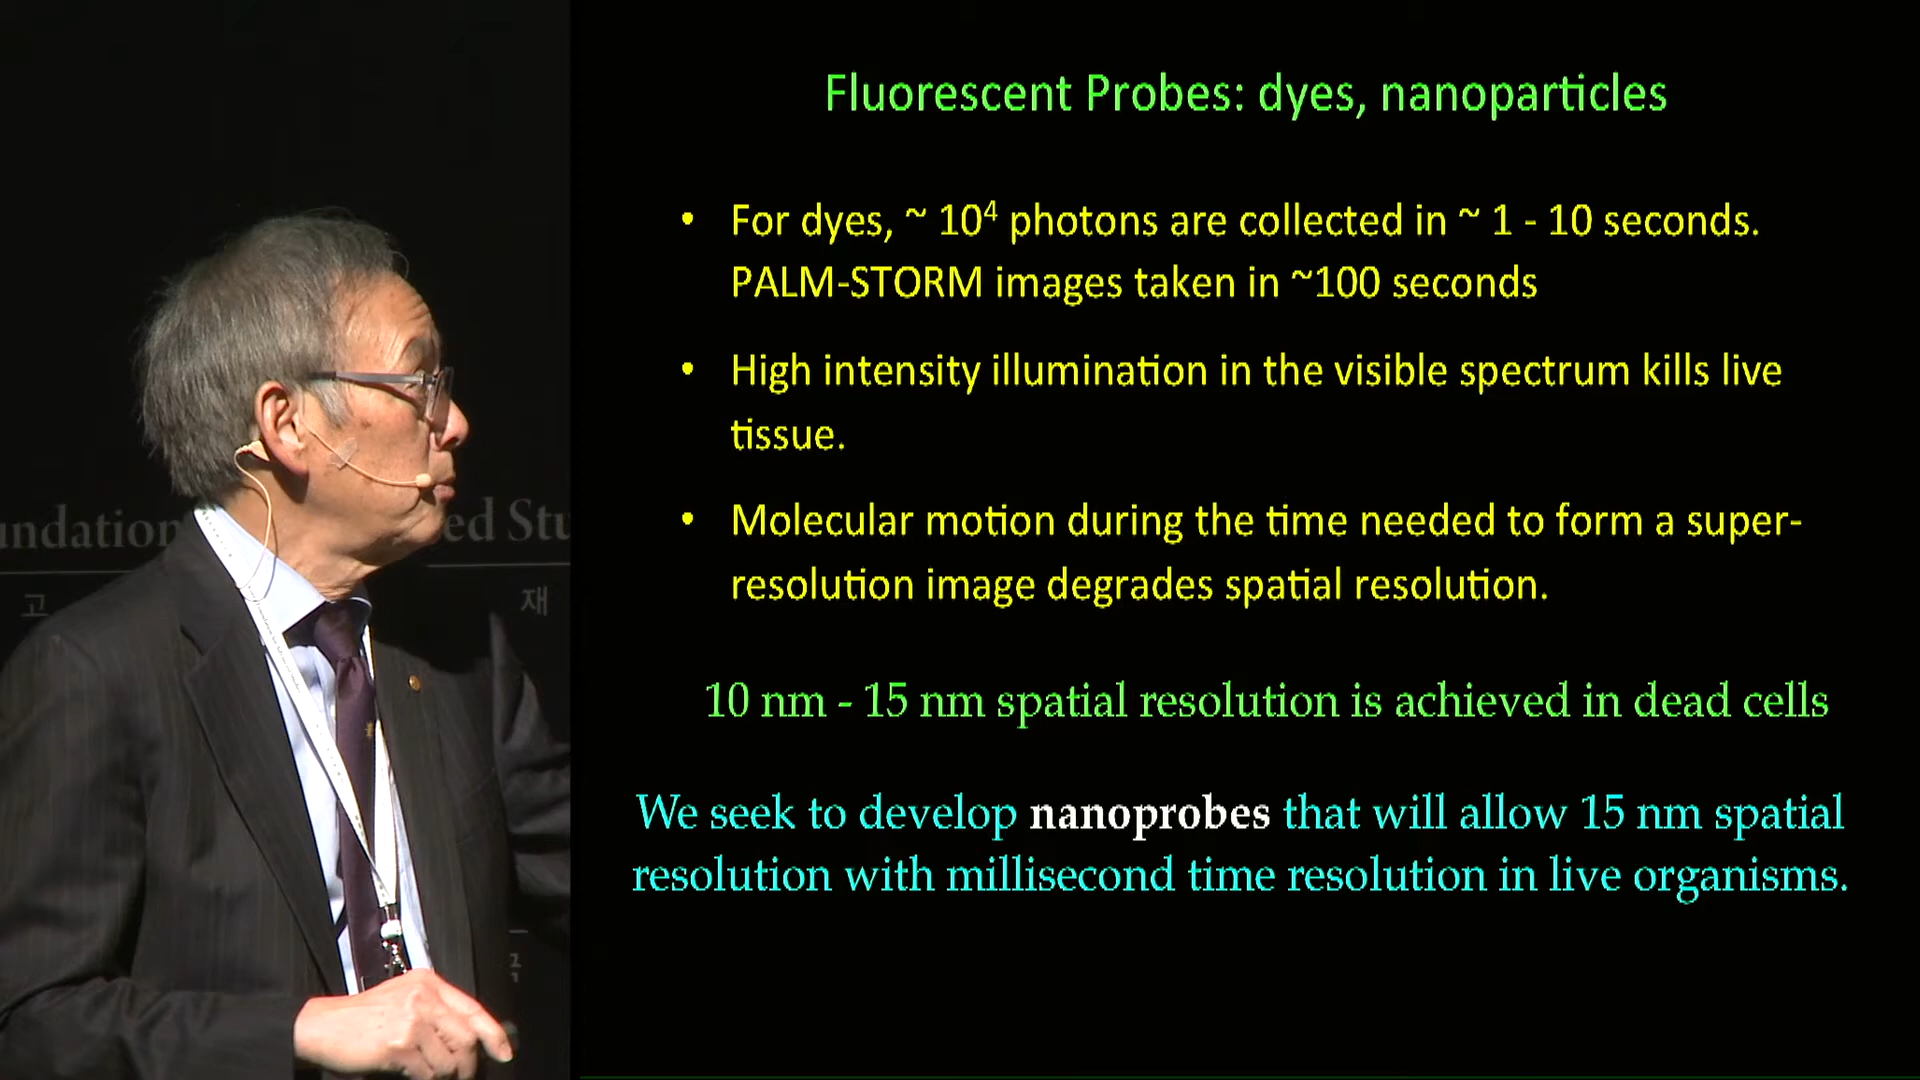 Fluorescent Probes: dyes, nanoparticles
• For dyes, ~ 10⁴ photons are collected in ~ 1 - 10 seconds.
PALM-STORM images taken in ~100 seconds
• High intensity illumination in the visible spectrum kills live
tissue.
• Molecular motion during the time needed to form a super-
resolution image degrades spatial resolution.
10 nm - 15 nm spatial resolution is achieved in dead cells
We seek to develop nanoprobes that will allow 15 nm spatial
resolution with millisecond time resolution in live organisms.
고 재